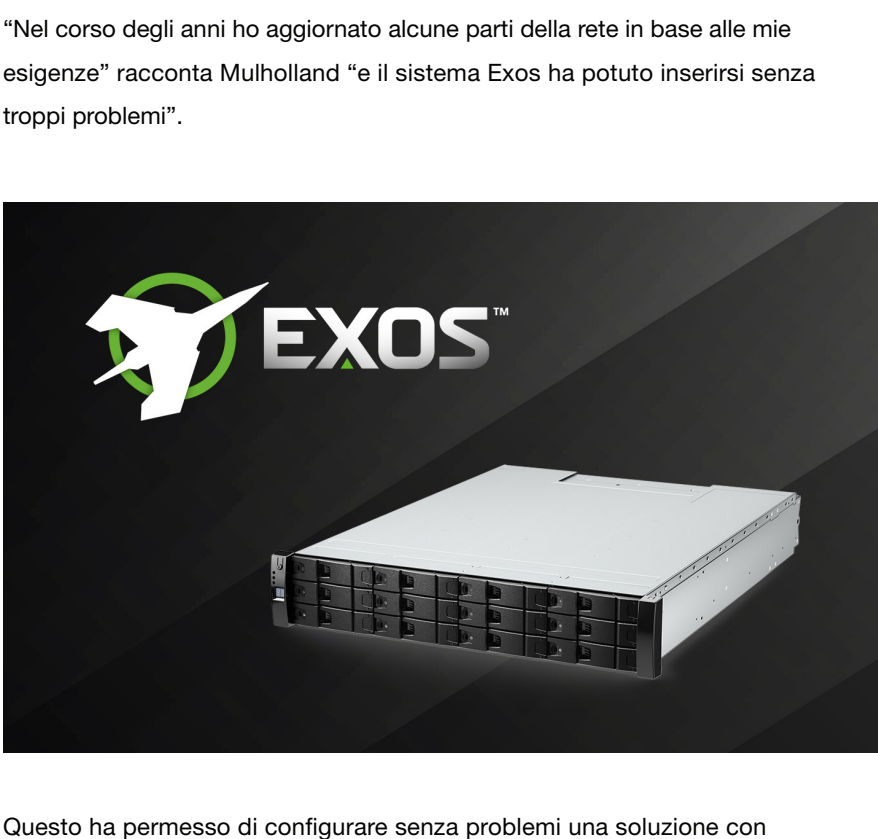 “Nel corso degli anni ho aggiornato alcune parti della rete in base alle mie
esigenze” racconta Mulholland “e il sistema Exos ha potuto inserirsi senza
troppi problemi”.
EXOS™
Questo ha permesso di configurare senza problemi una soluzione con